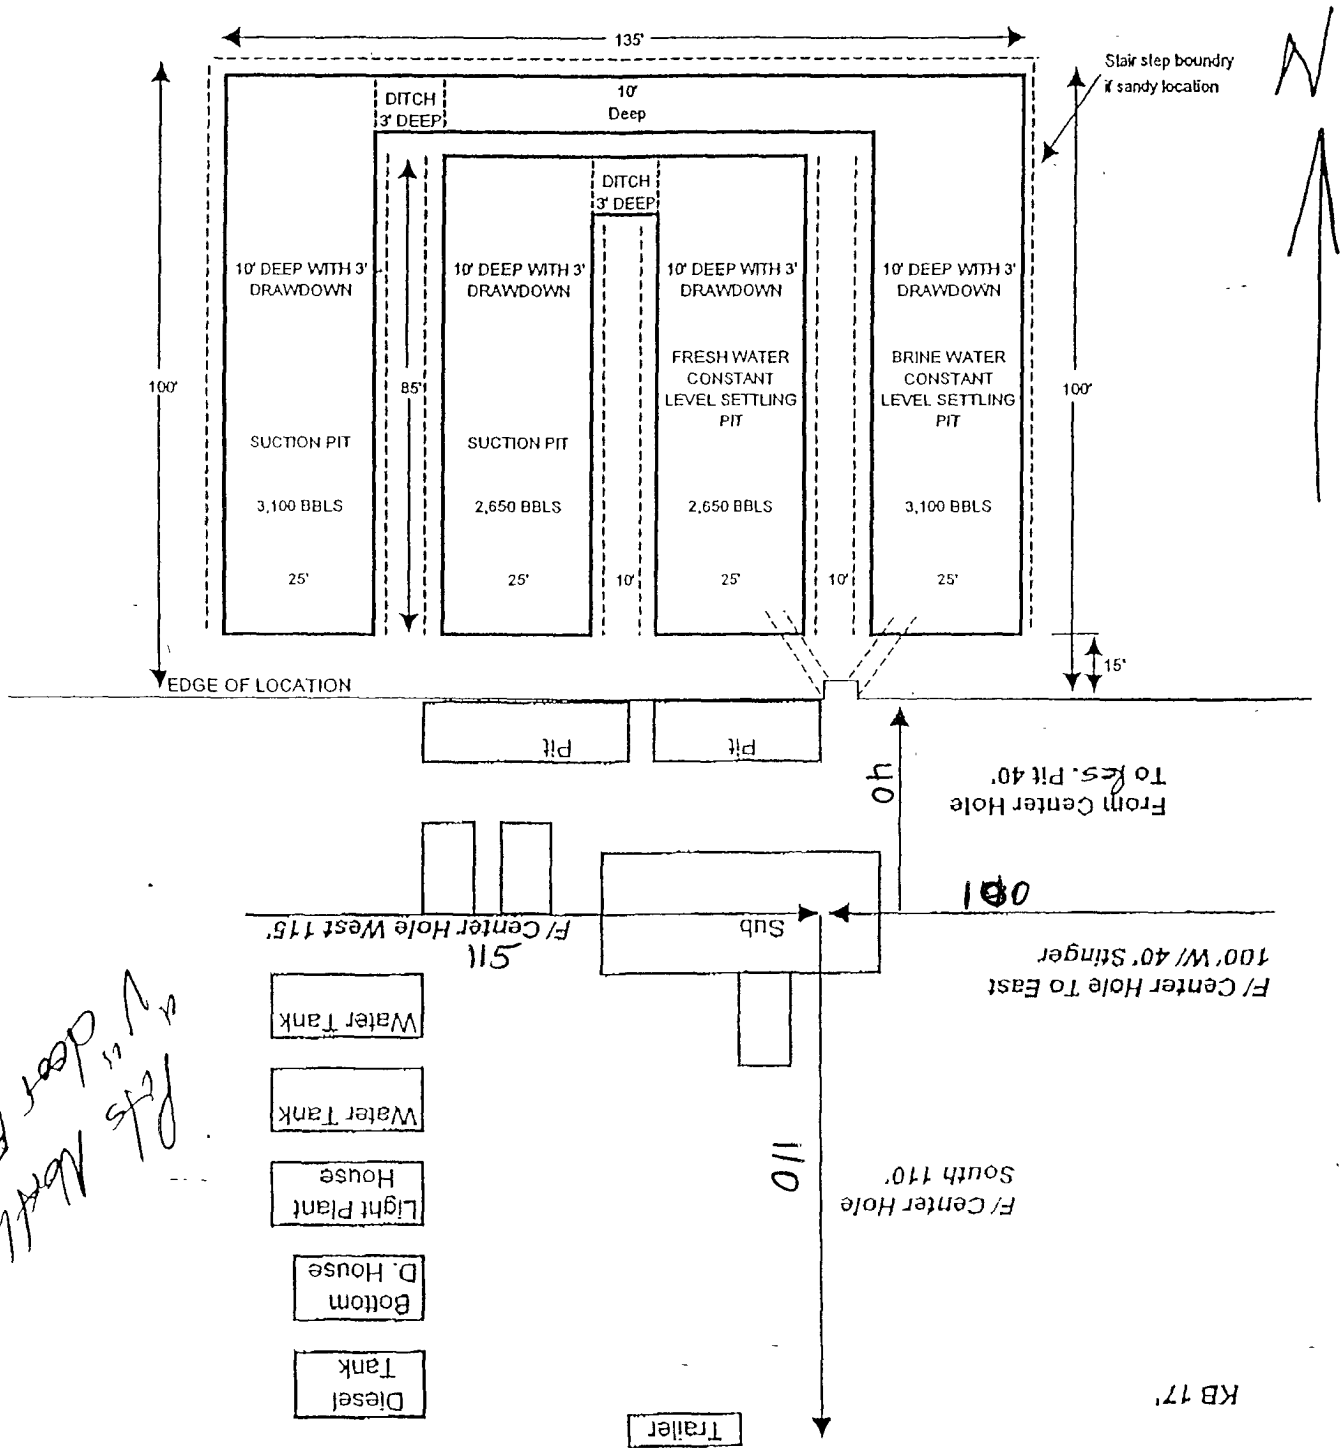 135'
Stair step boundry
if sandy location
N
DITCH
3' DEEP
10'
Deep
DITCH
3' DEEP
10' DEEP WITH 3'
DRAWDOWN
10' DEEP WITH 3'
DRAWDOWN
10' DEEP WITH 3'
DRAWDOWN
10' DEEP WITH 3'
DRAWDOWN
100'
85'
100'
FRESH WATER
CONSTANT
LEVEL SETTLING
PIT
BRINE WATER
CONSTANT
LEVEL SETTLING
PIT
SUCTION PIT
SUCTION PIT
3,100 BBLS
2,650 BBLS
2,650 BBLS
3,100 BBLS
25'
25'
10'
25'
10'
25'
15'
EDGE OF LOCATION
Pit
Pit
40
From Center Hole
To Res. Pit 40'
100
F/ Center Hole West 115'
115
Sub
F/ Center Hole To East
100' W/ 40' Stinger
Water Tank
Water Tank
Light Plant
House
Bottom
D. House
Diesel
Tank
Trailer
110
F/ Center Hole
South 110'
KB 17'
Pits North
door